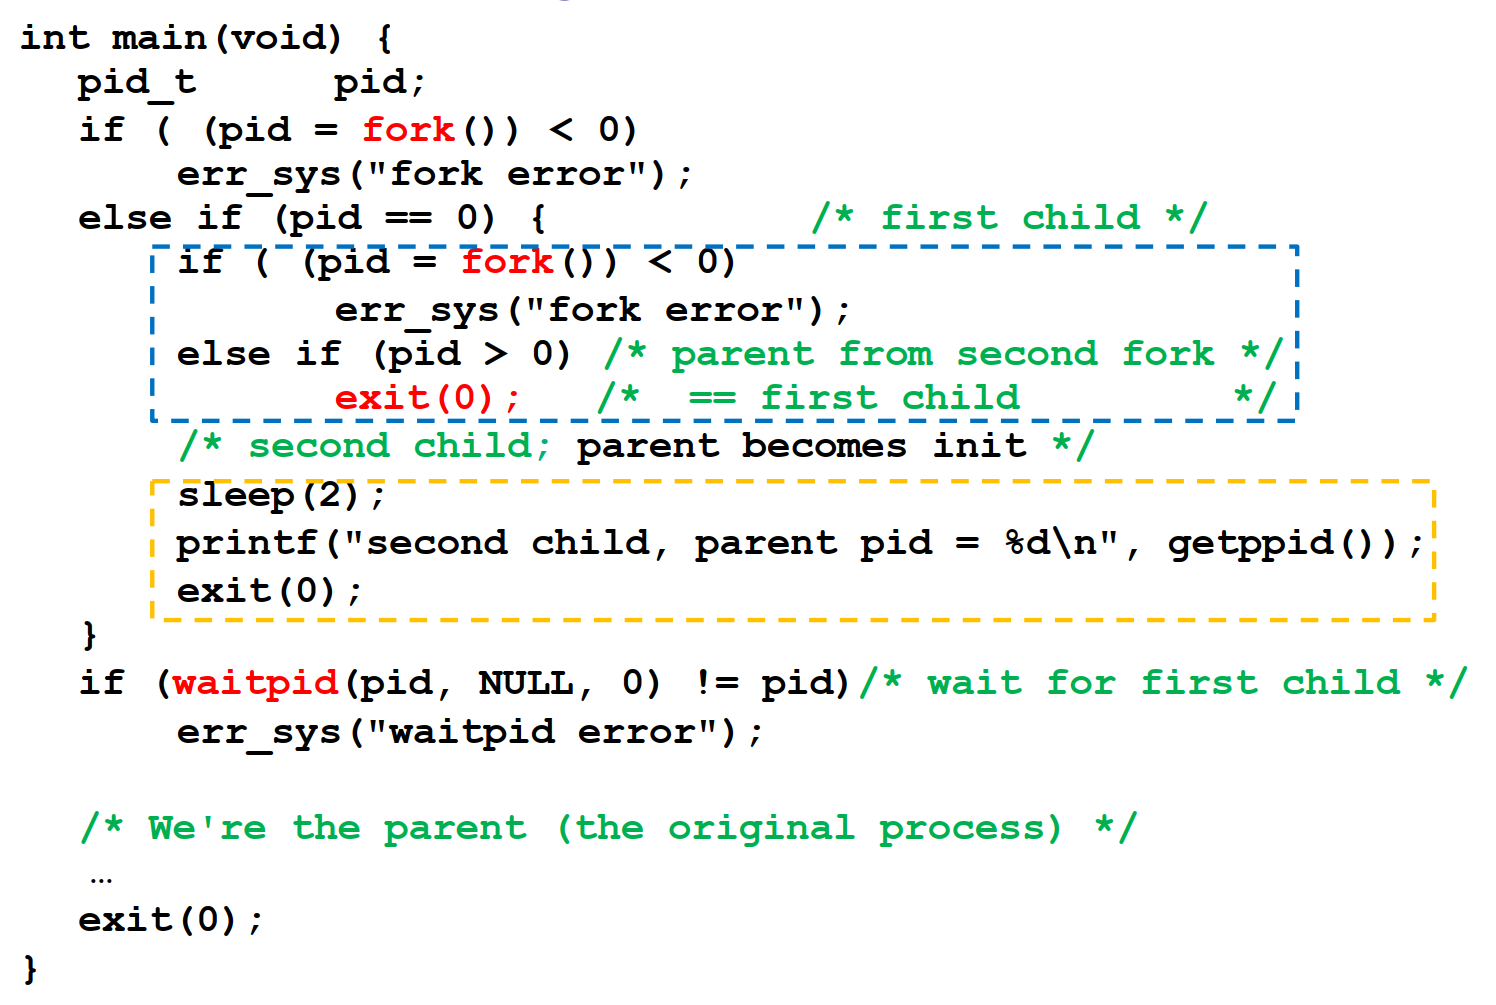 int main(void) {
pid_t pid;
if ( (pid = fork()) < 0)
err_sys("fork error");
else if (pid == 0) { /* first child */
if ( (pid = fork()) < 0)
err_sys("fork error");
else if (pid > 0) /* parent from second fork */
exit(0); /* == first child */
/* second child; parent becomes init */
sleep(2);
printf("second child, parent pid = %d\n", getppid());
exit(0);
}
if (waitpid(pid, NULL, 0) != pid)/* wait for first child */
err_sys("waitpid error");
/* We're the parent (the original process) */
…
exit(0);
}